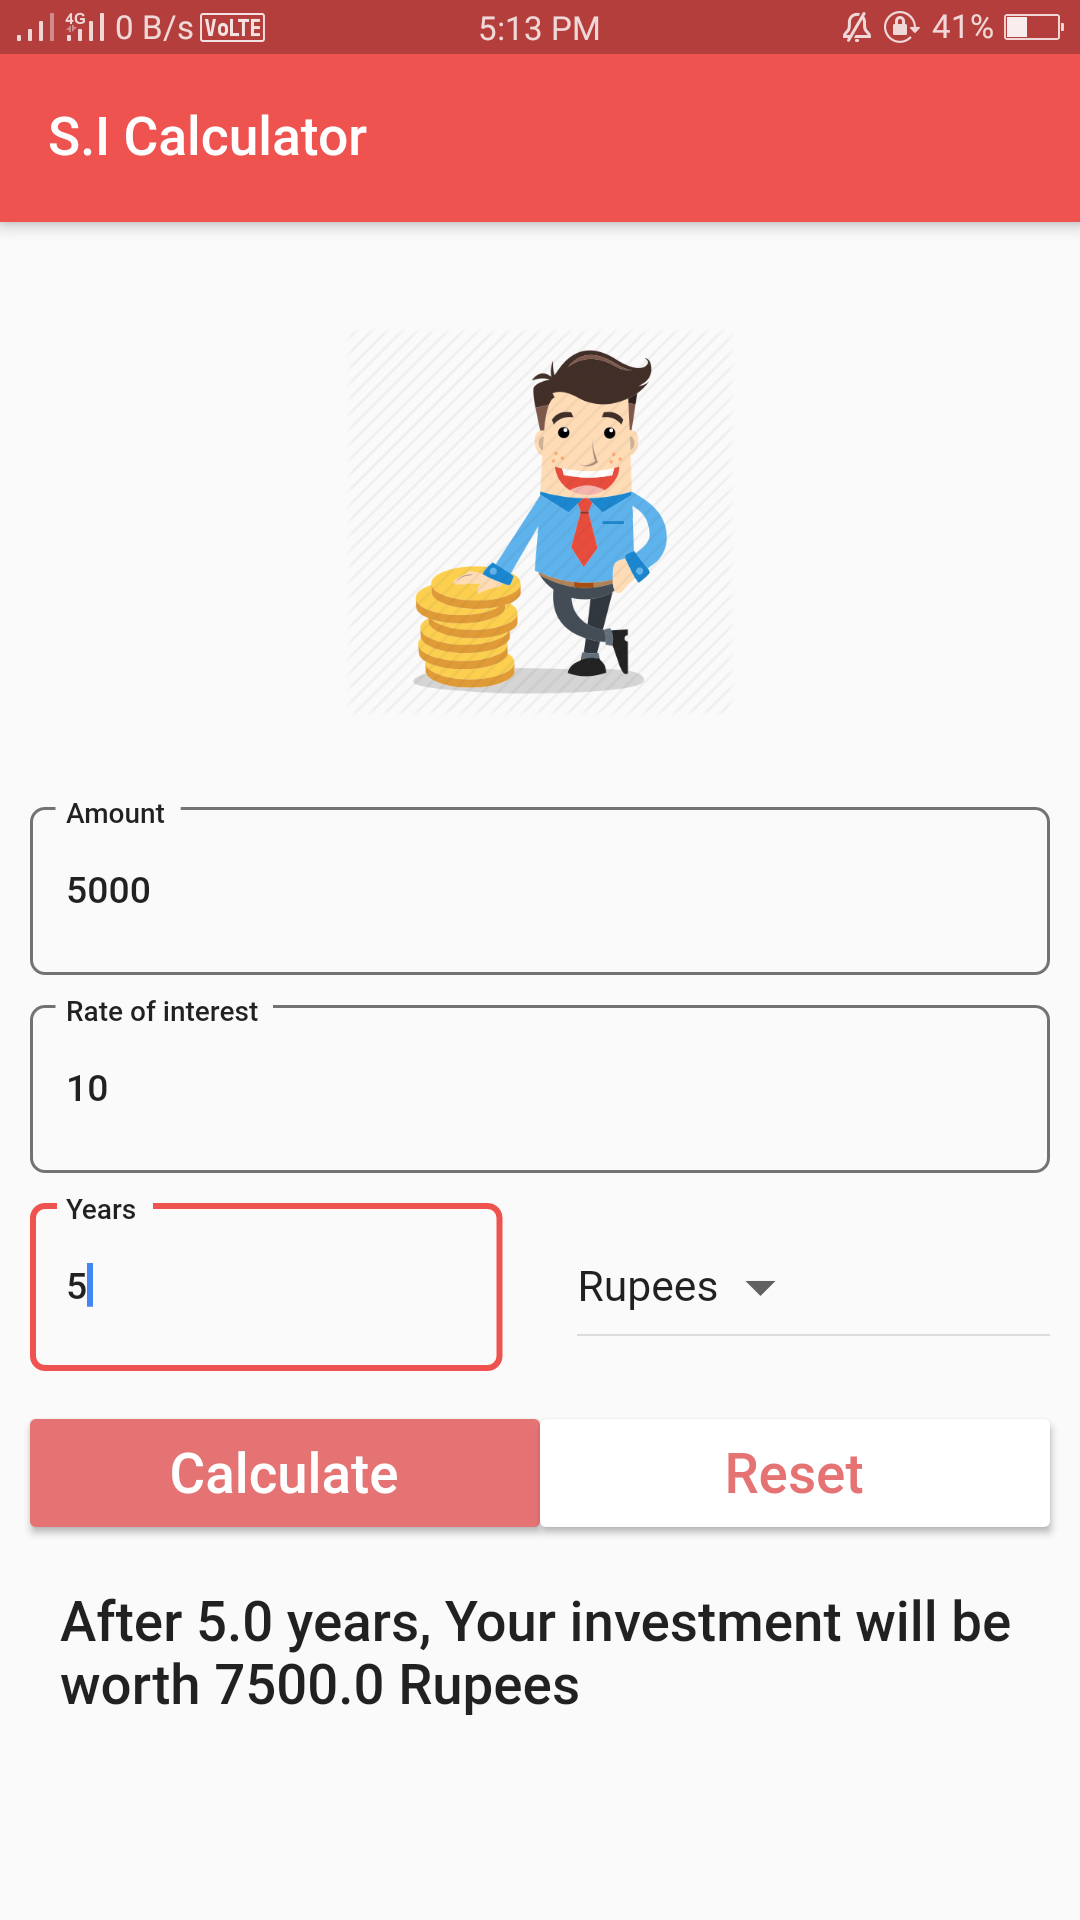 4G 0 B/s VoLTE 5:13 PM 41%
S.I Calculator
Amount
5000
Rate of interest
10
Years
5
Rupees
Calculate Reset
After 5.0 years, Your investment will be
worth 7500.0 Rupees